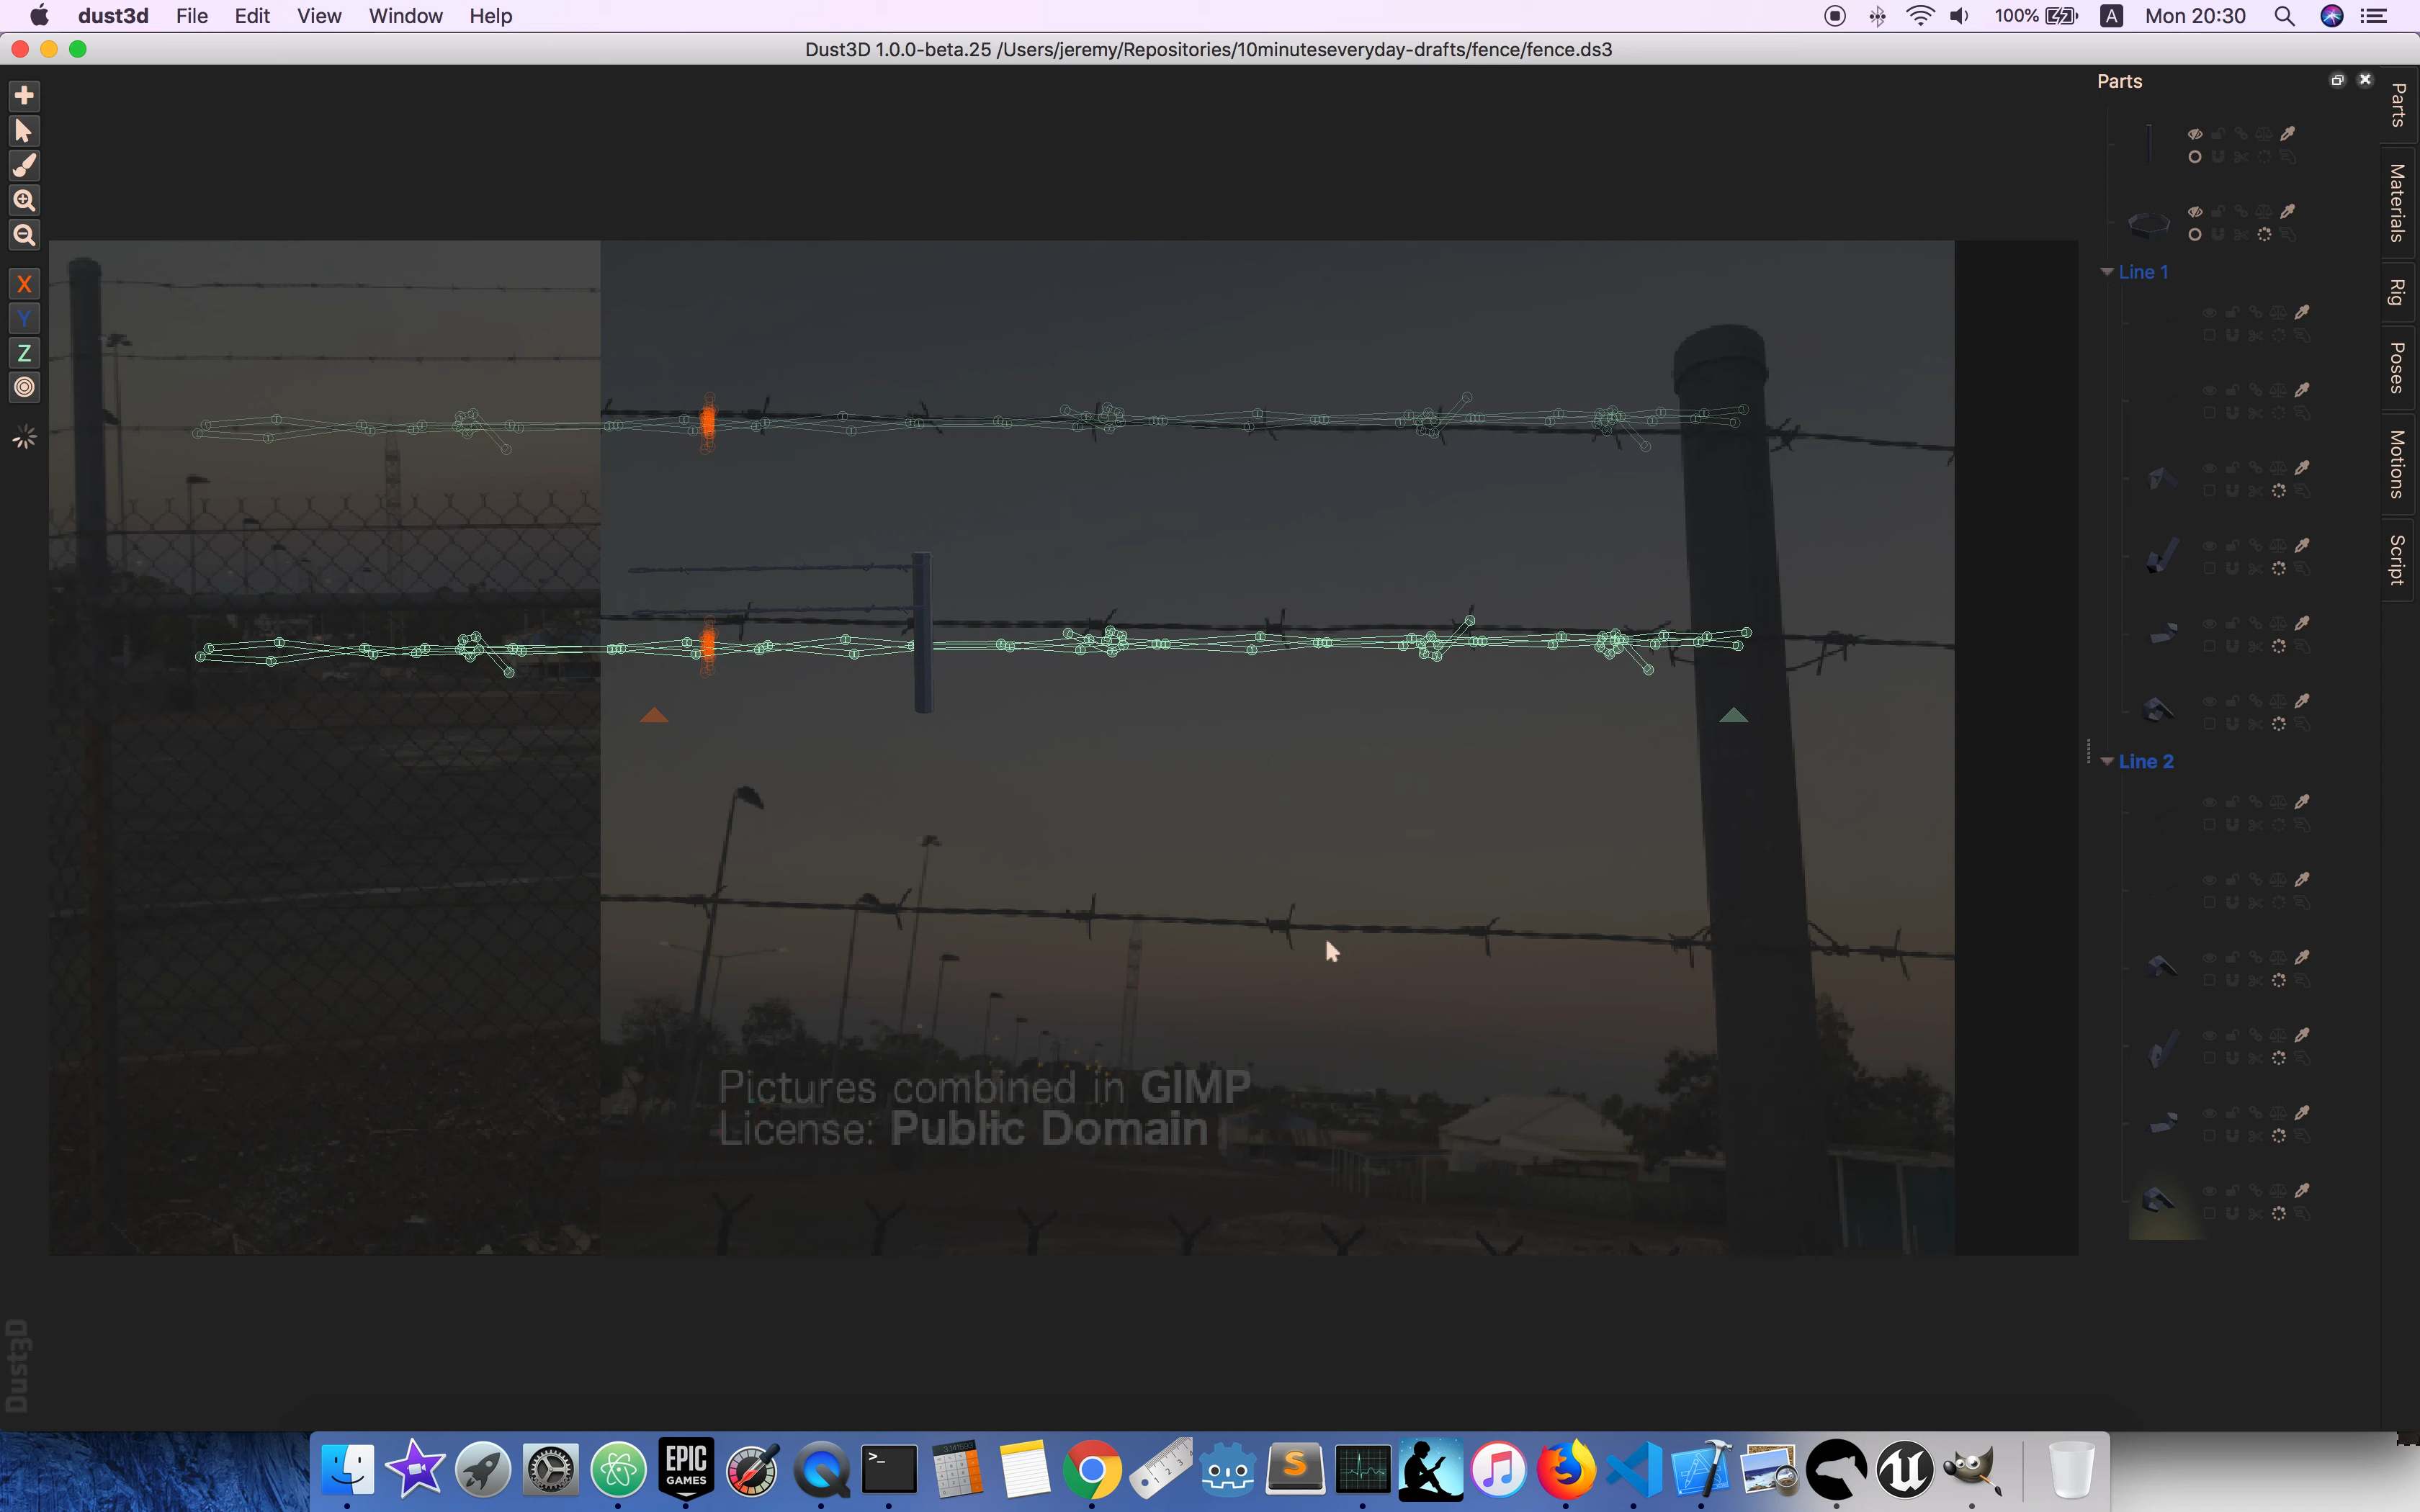 dust3d File Edit View Window Help 100% A Mon 20:30
Dust3D 1.0.0-beta.25 /Users/jeremy/Repositories/10minuteseveryday-drafts/fence/fence.ds3
Parts
Parts
Materials
Rig
Poses
Motions
Script
X
Y
Z
Line 1
Line 2
Pictures combined in GIMP
License: Public Domain
Dust3D
EPIC
GAMES